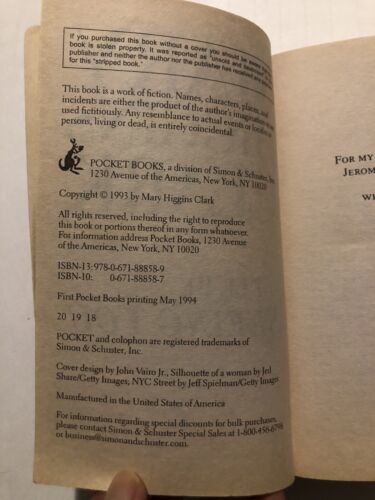 If you purchased this book without a cover you should be aware that this
book is stolen property. It was reported as "unsold and destroyed" to the
publisher and neither the author nor the publisher has received any
for this "stripped book."
This book is a work of fiction. Names, characters, places, and
incidents are either the product of the author's imagination or are
used fictitiously. Any resemblance to actual events or locales or
persons, living or dead, is entirely coincidental.
POCKET BOOKS, a division of Simon & Schuster, Inc.
1230 Avenue of the Americas, New York, NY 10020
Copyright © 1993 by Mary Higgins Clark
All rights reserved, including the right to reproduce
this book or portions thereof in any form whatsoever.
For information address Pocket Books, 1230 Avenue
of the Americas, New York, NY 10020
ISBN-13: 978-0-671-88858-9
ISBN-10: 0-671-88858-7
First Pocket Books printing May 1994
20 19 18
POCKET and colophon are registered trademarks of
Simon & Schuster, Inc.
Cover design by John Vairo Jr., Silhouette of a woman by Jed
Share/Getty Images; NYC Street by Jeff Spielman/Getty Images
Manufactured in the United States of America
For information regarding special discounts for bulk purchases,
please contact Simon & Schuster Special Sales at 1-800-456-6798
or business@simonandschuster.com
FOR MY
JEROM